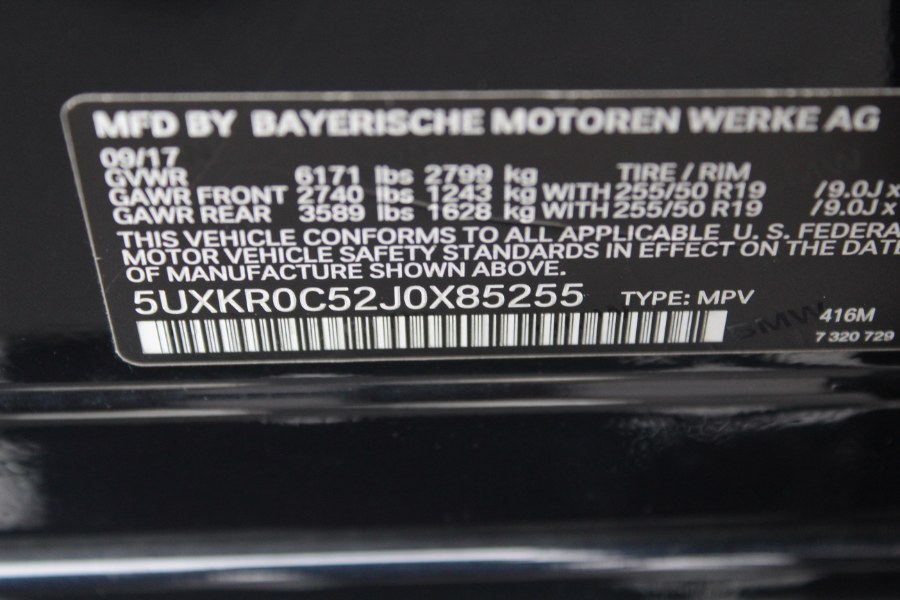 MFD BY BAYERISCHE MOTOREN WERKE AG
09/17
GVWR 6171 lbs 2799 kg TIRE / RIM
GAWR FRONT 2740 lbs 1243 kg WITH 255/50 R19 /9.0J x
GAWR REAR 3589 lbs 1628 kg WITH 255/50 R19 /9.0J x
THIS VEHICLE CONFORMS TO ALL APPLICABLE U. S. FEDERA
MOTOR VEHICLE SAFETY STANDARDS IN EFFECT ON THE DATE
OF MANUFACTURE SHOWN ABOVE.
5UXKR0C52J0X85255 TYPE: MPV
BMW 416M
7 320 729